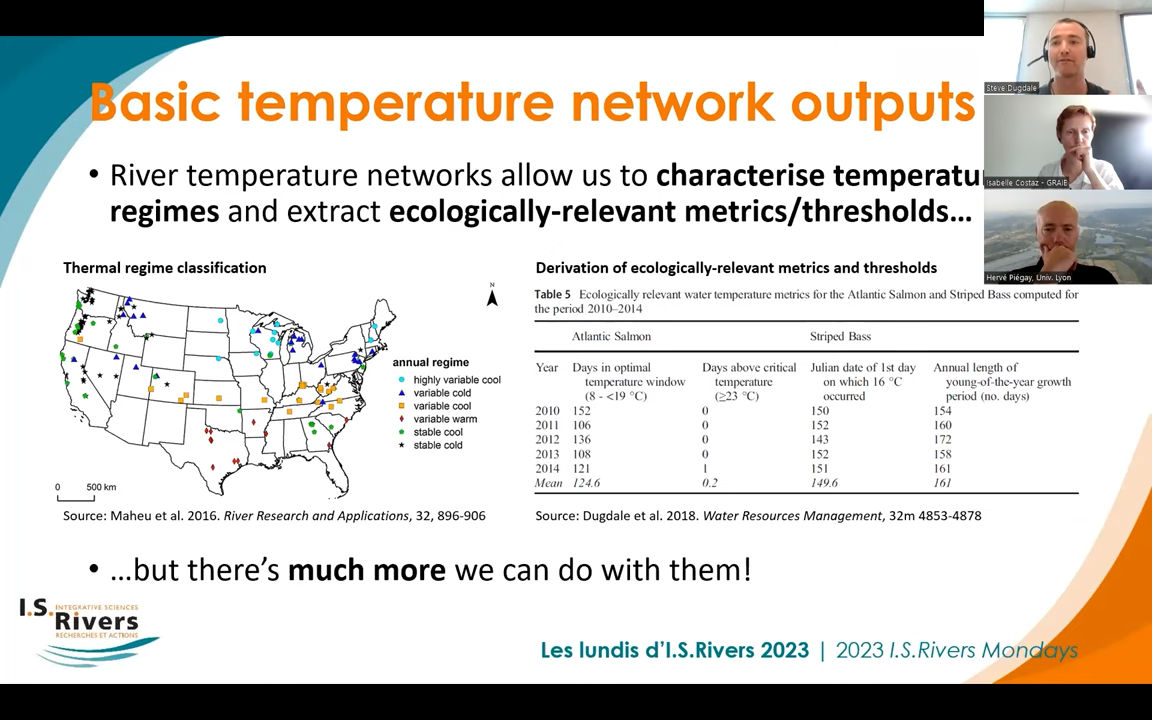 Basic temperature network outputs
• River temperature networks allow us to characterise temperatu
regimes and extract ecologically-relevant metrics/thresholds…
Steve Dugdale
Isabelle Costaz - GRAIE
Hervé Piégay, Univ. Lyon
Thermal regime classification
N
annual regime
highly variable cool
variable cold
variable cool
variable warm
stable cool
stable cold
0 500 km
Source: Maheu et al. 2016. River Research and Applications, 32, 896-906
Derivation of ecologically-relevant metrics and thresholds
Table 5 Ecologically relevant water temperature metrics for the Atlantic Salmon and Striped Bass computed for
the period 2010–2014
Atlantic Salmon Striped Bass
Year Days in optimal Days above critical Julian date of 1st day Annual length of
temperature window temperature on which 16 °C young-of-the-year growth
(8 - <19 °C) (≥23 °C) occurred period (no. days)
2010 152 0 150 154
2011 106 0 152 160
2012 136 0 143 172
2013 108 0 152 158
2014 121 1 151 161
Mean 124.6 0.2 149.6 161
Source: Dugdale et al. 2018. Water Resources Management, 32m 4853-4878
• …but there's much more we can do with them!
I.S. INTEGRATIVE SCIENCES
Rivers
RECHERCHES ET ACTIONS
Les lundis d'I.S.Rivers 2023 | 2023 I.S.Rivers Mondays